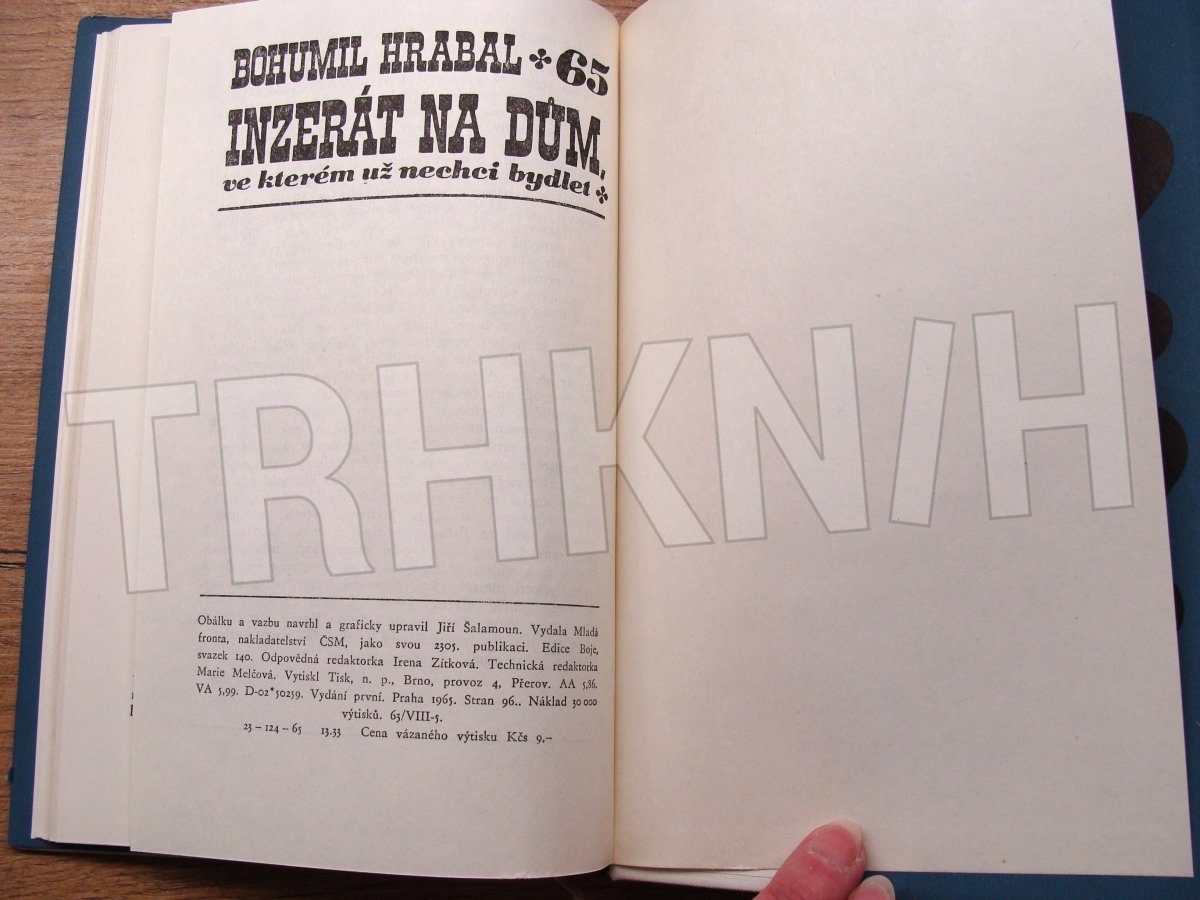 BOHUMIL HRABAL ✤ 65
INZERÁT NA DŮM,
ve kterém už nechci bydlet ✤
TRHKN/H
Obálku a vazbu navrhl a graficky upravil Jiří Šalamoun. Vydala Mladá
fronta, nakladatelství ČSM, jako svou 2305. publikaci. Edice Boje,
svazek 140. Odpovědná redaktorka Irena Zítková. Technická redaktorka
Marie Melčová. Vytiskl Tisk, n. p., Brno, provoz 4, Přerov. AA 5,86.
VA 5,99. D-02*50259. Vydání první. Praha 1965. Stran 96.. Náklad 30 000
výtisků. 63/VIII-5.
23 – 124 – 65 13.33 Cena vázaného výtisku Kčs 9,–